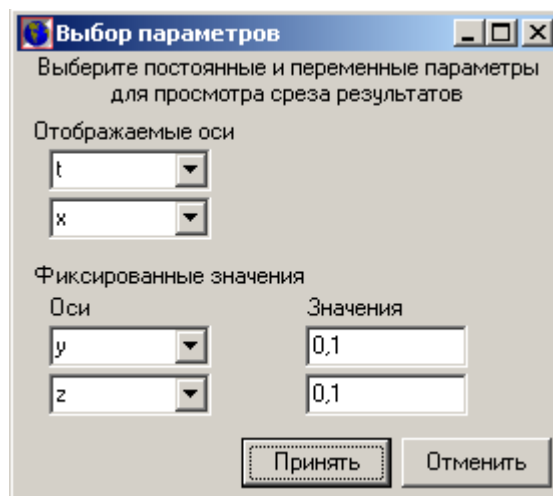 Выбор параметров
Выберите постоянные и переменные параметры
для просмотра среза результатов
Отображаемые оси
t
x
Фиксированные значения
Оси Значения
y 0,1
z 0,1
Принять Отменить